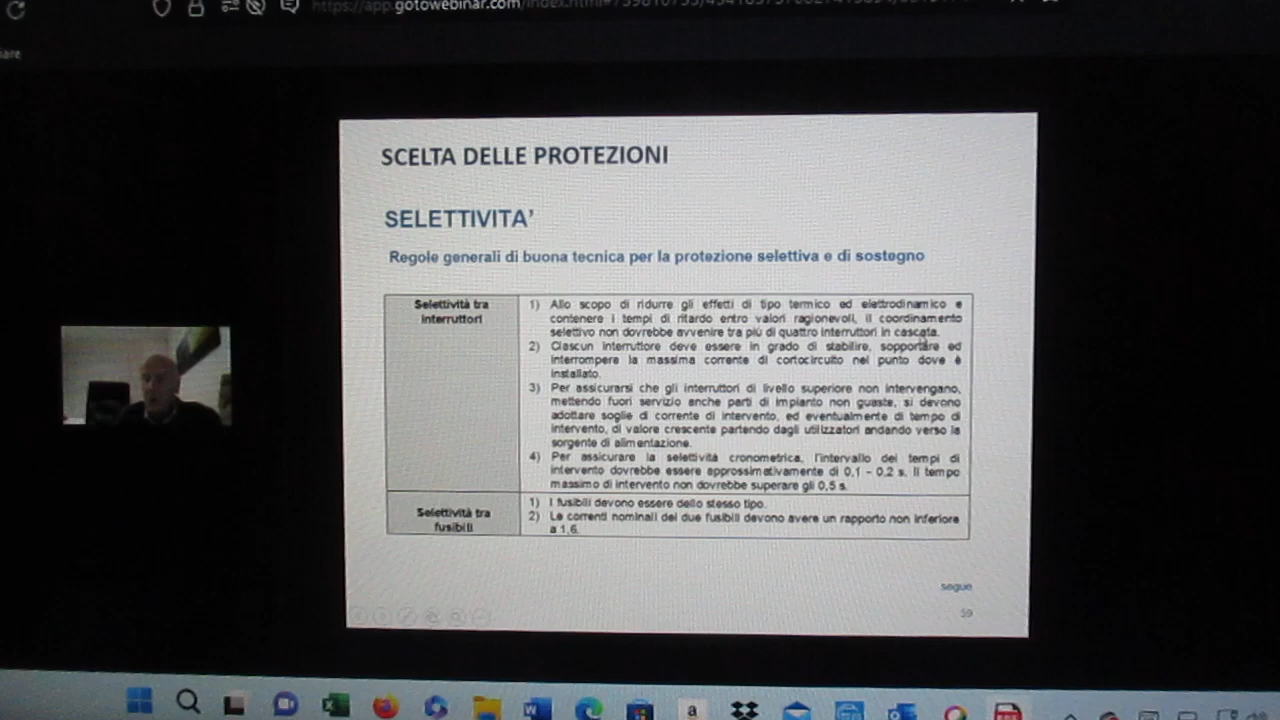 https://app.gotowebinar.com/index.html
SCELTA DELLE PROTEZIONI
SELETTIVITA'
Regole generali di buona tecnica per la protezione selettiva e di sostegno
Selettività tra
interruttori
1) Allo scopo di ridurre gli effetti di tipo termico ed elettrodinamico e
contenere i tempi di ritardo entro valori ragionevoli, il coordinamento
selettivo non dovrebbe avvenire tra più di quattro interruttori in cascata.
2) Ciascun interruttore deve essere in grado di stabilire, sopportare ed
interrompere la massima corrente di cortocircuito nel punto dove è
installato.
3) Per assicurarsi che gli interruttori di livello superiore non intervengano,
mettendo fuori servizio anche parti di impianto non guaste, si devono
adottare soglie di corrente di intervento, ed eventualmente di tempo di
intervento, di valore crescente partendo dagli utilizzatori andando verso la
sorgente di alimentazione.
4) Per assicurare la selettività cronometrica, l'intervallo dei tempi di
intervento dovrebbe essere approssimativamente di 0,1 – 0,2 s. Il tempo
massimo di intervento non dovrebbe superare gli 0,5 s.
Selettività tra
fusibili
1) I fusibili devono essere dello stesso tipo.
2) Le correnti nominali dei due fusibili devono avere un rapporto non inferiore
a 1,6.
segue
59